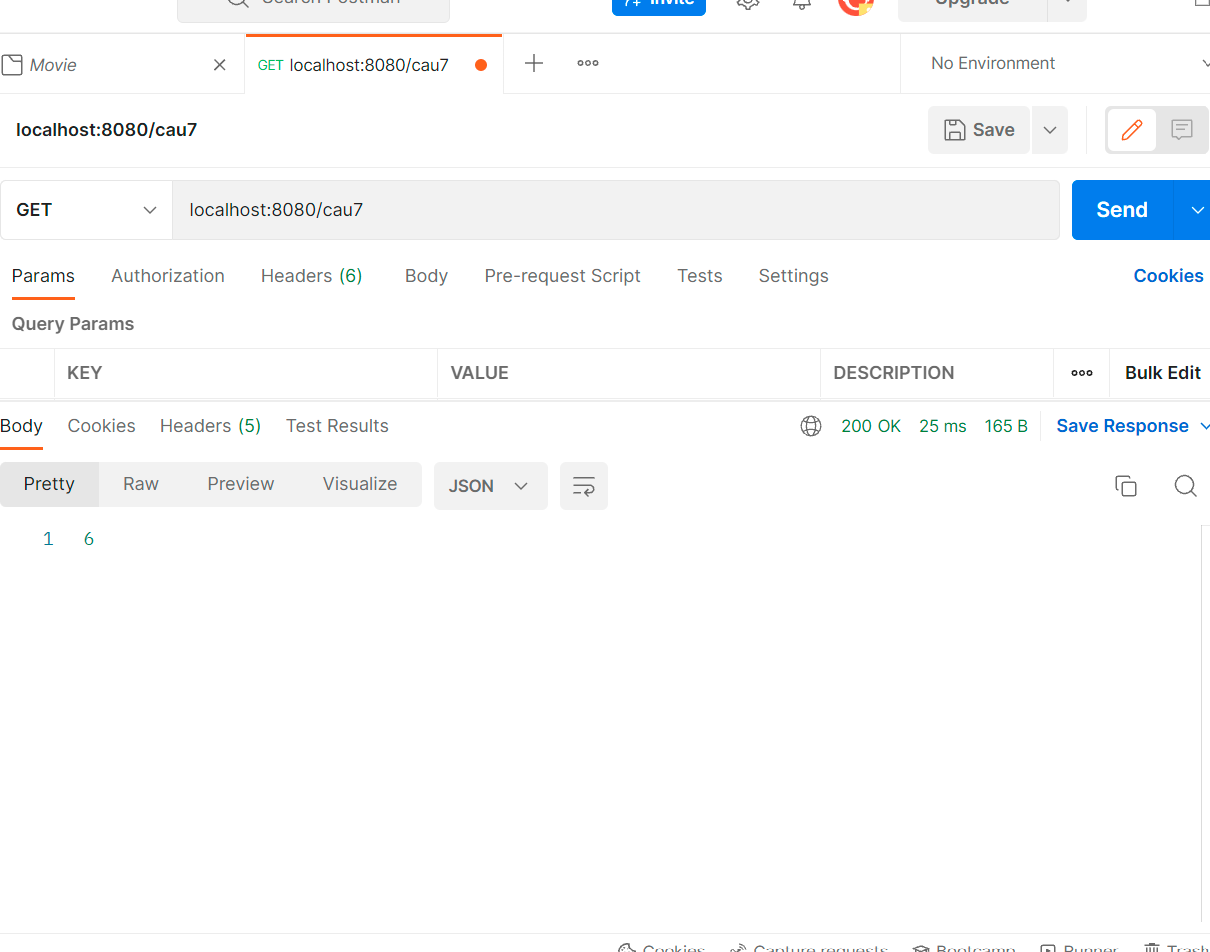 Search Postman Invite Upgrade
Movie GET localhost:8080/cau7 No Environment
localhost:8080/cau7 Save
GET localhost:8080/cau7 Send
Params Authorization Headers (6) Body Pre-request Script Tests Settings Cookies
Query Params
KEY VALUE DESCRIPTION Bulk Edit
Body Cookies Headers (5) Test Results 200 OK 25 ms 165 B Save Response
Pretty Raw Preview Visualize JSON
1 6
Cookies Capture requests Bootcamp Runner Trash